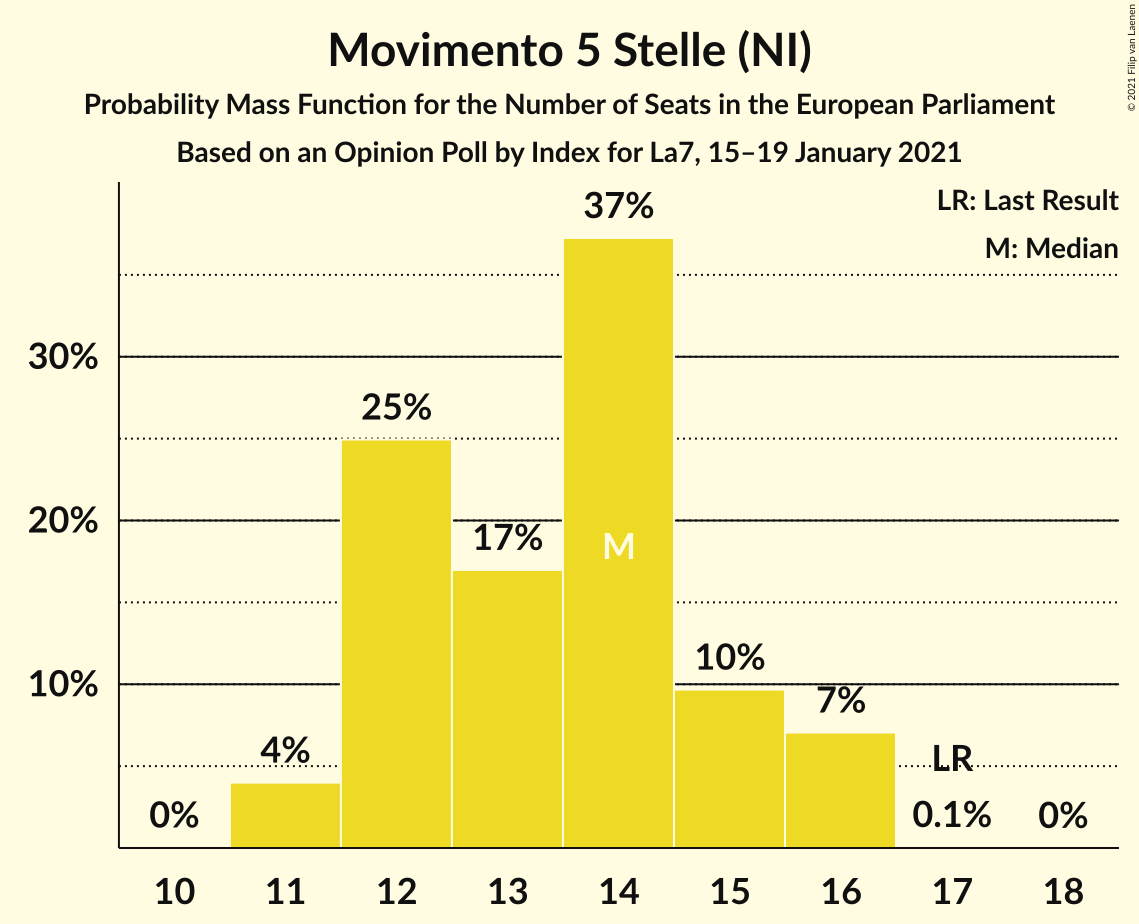 Movimento 5 Stelle (NI)
Probability Mass Function for the Number of Seats in the European Parliament
Based on an Opinion Poll by Index for La7, 15–19 January 2021
© 2021 Filip van Laenen
LR: Last Result
M: Median
37%
30%
25%
20%
17%
M
10%
10%
7%
4%
LR
0%
0.1%
0%
10 11 12 13 14 15 16 17 18